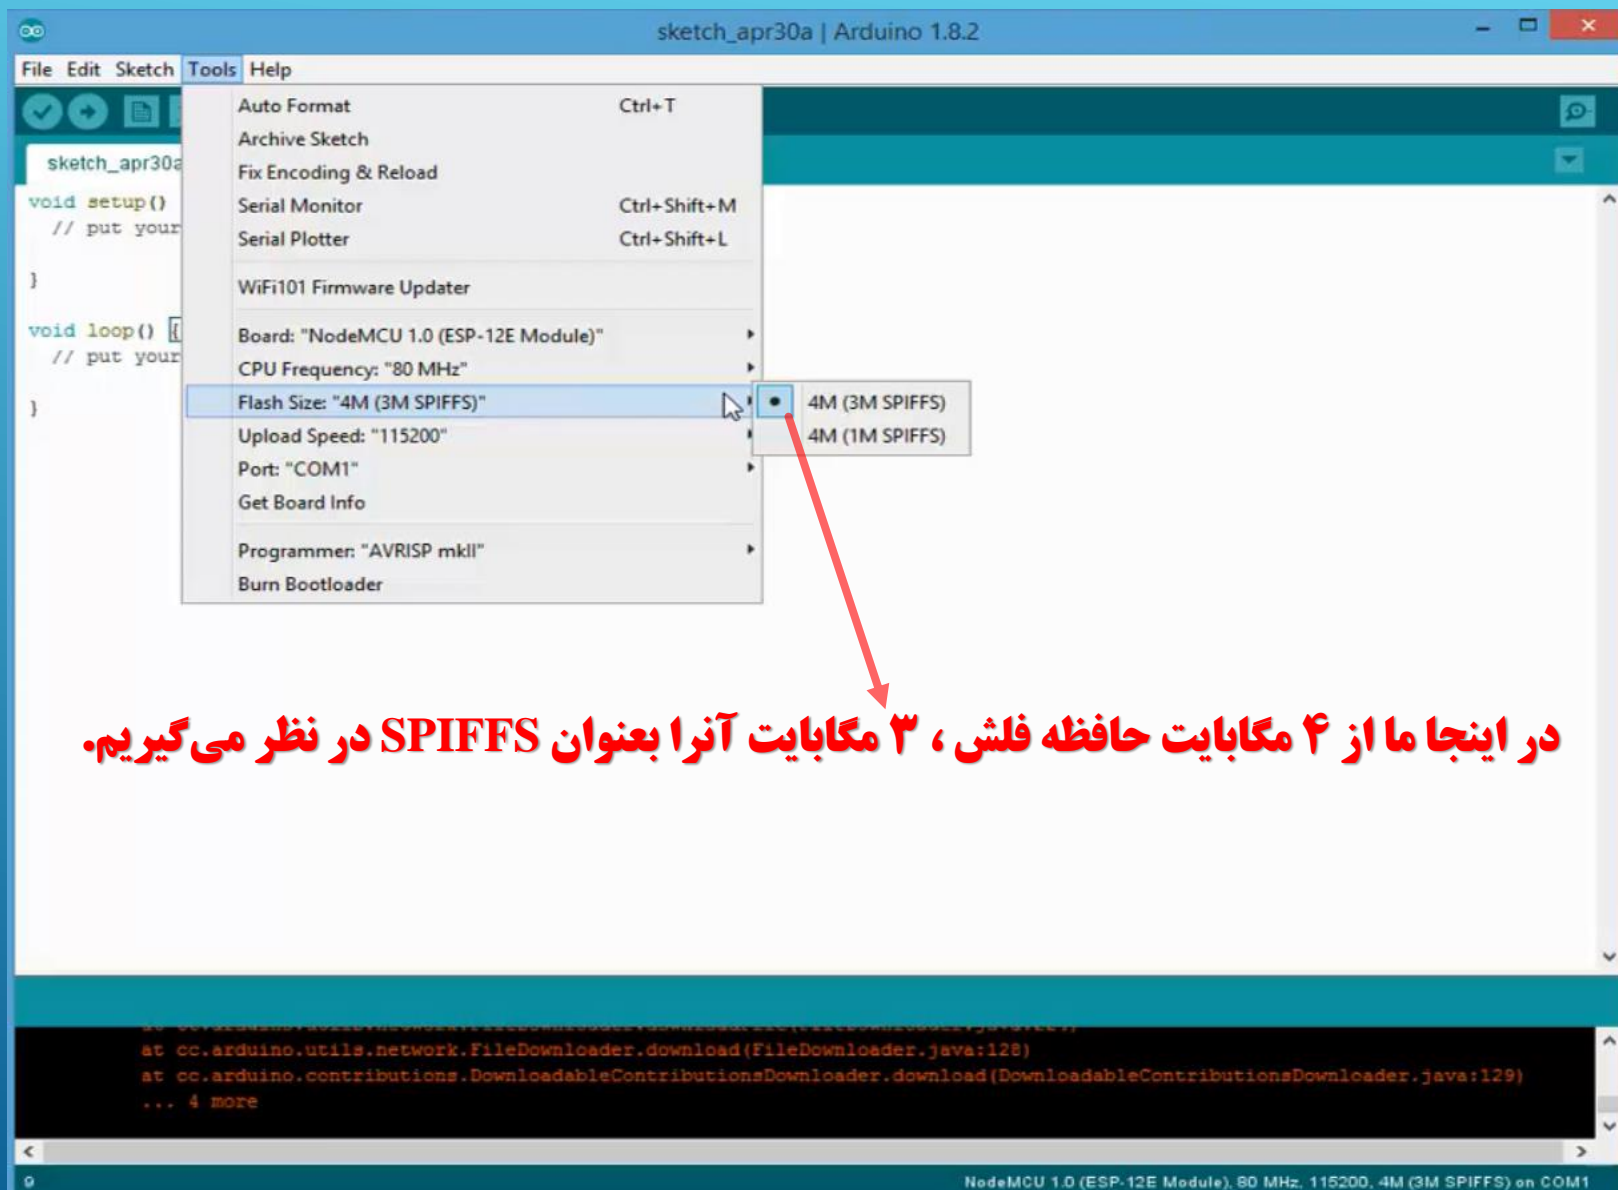 sketch_apr30a | Arduino 1.8.2
File Edit Sketch Tools Help
Auto Format Ctrl+T
Archive Sketch
sketch_apr30a
Fix Encoding & Reload
void setup()
Serial Monitor Ctrl+Shift+M
// put your
Serial Plotter Ctrl+Shift+L
}
WiFi101 Firmware Updater
void loop() {
Board: "NodeMCU 1.0 (ESP-12E Module)"
// put your
CPU Frequency: "80 MHz"
}
Flash Size: "4M (3M SPIFFS)"
4M (3M SPIFFS)
4M (1M SPIFFS)
Upload Speed: "115200"
Port: "COM1"
Get Board Info
Programmer: "AVRISP mkII"
Burn Bootloader
در اینجا ما از ۴ مگابایت حافظه فلش ، ۳ مگابایت آنرا بعنوان SPIFFS در نظر می‌گیریم.
at cc.arduino.utils.network.FileDownloader.download(FileDownloader.java:128)
at cc.arduino.contributions.DownloadableContributionsDownloader.download(DownloadableContributionsDownloader.java:129)
... 4 more
9 NodeMCU 1.0 (ESP-12E Module), 80 MHz, 115200, 4M (3M SPIFFS) on COM1